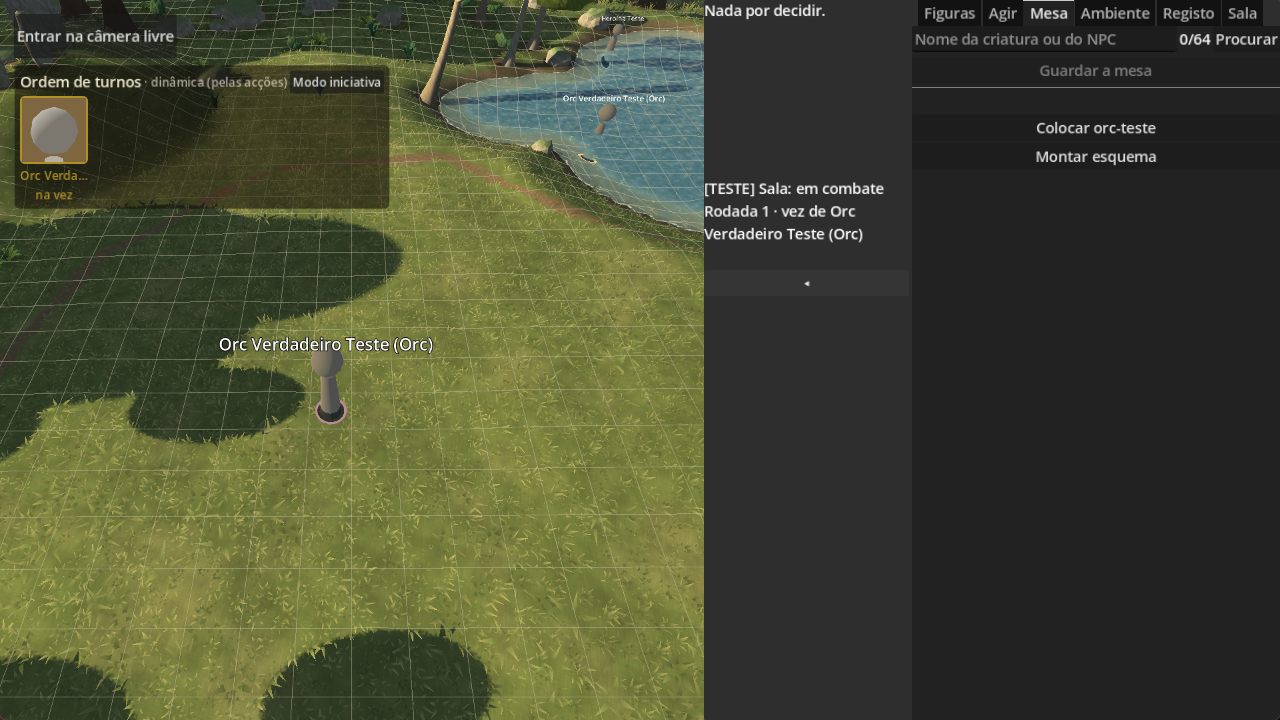 Entrar na câmera livre
Ordem de turnos · dinâmica (pelas acções) Modo iniciativa
Orc Verda...
na vez
Heroína Teste
Orc Verdadeiro Teste (Orc)
Orc Verdadeiro Teste (Orc)
Nada por decidir.
[TESTE] Sala: em combate
Rodada 1 · vez de Orc
Verdadeiro Teste (Orc)
Figuras Agir Mesa Ambiente Registo Sala
Nome da criatura ou do NPC 0/64 Procurar
Guardar a mesa
Colocar orc-teste
Montar esquema